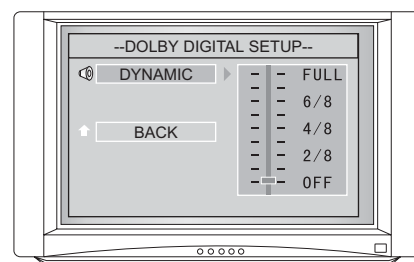 --DOLBY DIGITAL SETUP--
DYNAMIC
FULL
6/8
4/8
2/8
OFF
BACK